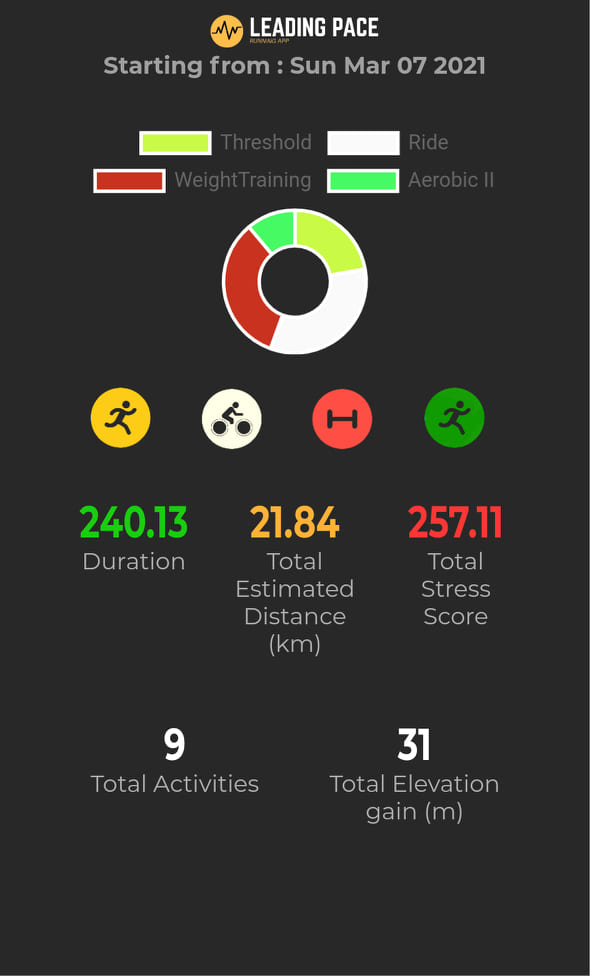 LEADING PACE
RUNNING APP
Starting from : Sun Mar 07 2021
Threshold Ride
WeightTraining Aerobic II
240.13 21.84 257.11
Duration Total Total
Estimated Stress
Distance Score
(km)
9 31
Total Activities Total Elevation
gain (m)